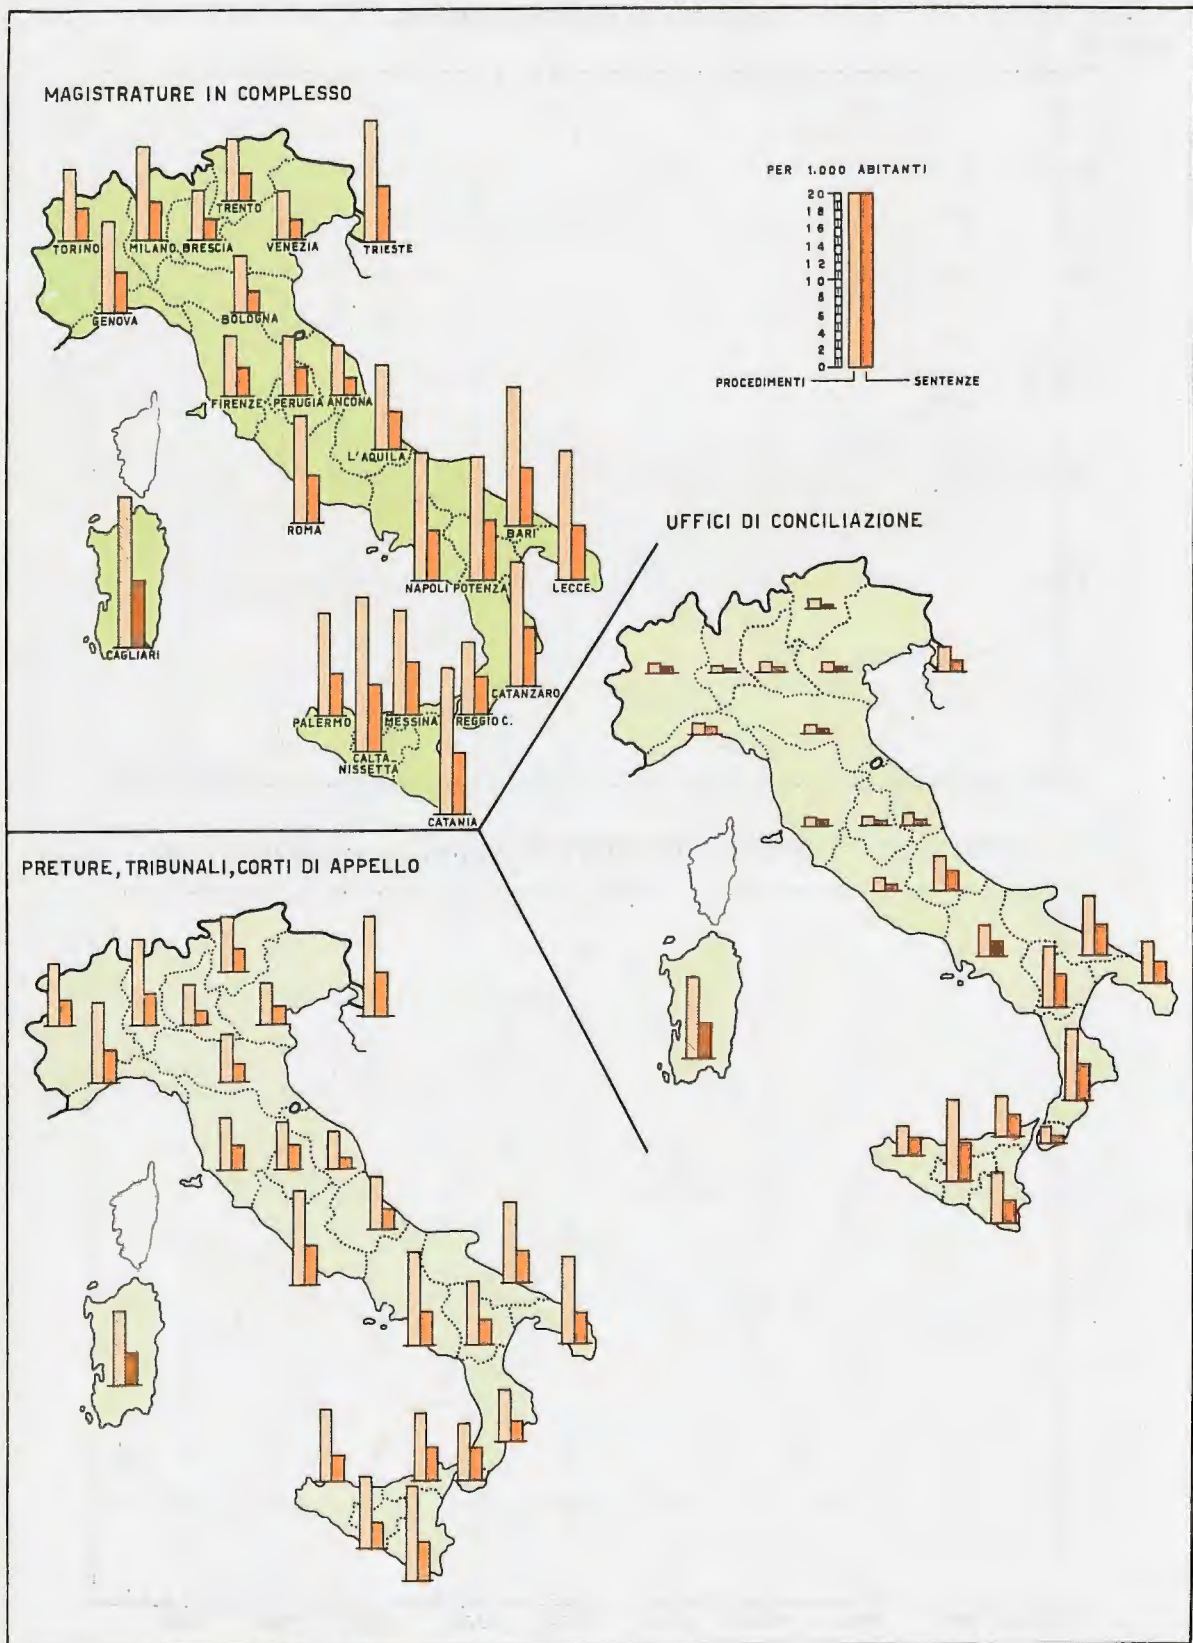 MAGISTRATURE IN COMPLESSO
PER 1.000 ABITANTI
20
18
16
14
12
10
8
6
4
2
0
PROCEDIMENTI
SENTENZE
TRENTO
TORINO
MILANO
BRESCIA
VENEZIA
TRIESTE
GENOVA
BOLOGNA
FIRENZE
PERUGIA
ANCONA
L'AQUILA
ROMA
BARI
NAPOLI
POTENZA
LECCE
CAGLIARI
CATANZARO
PALERMO
MESSINA
REGGIO C.
CALTA_
NISSETTA
CATANIA
UFFICI DI CONCILIAZIONE
PRETURE, TRIBUNALI, CORTI DI APPELLO